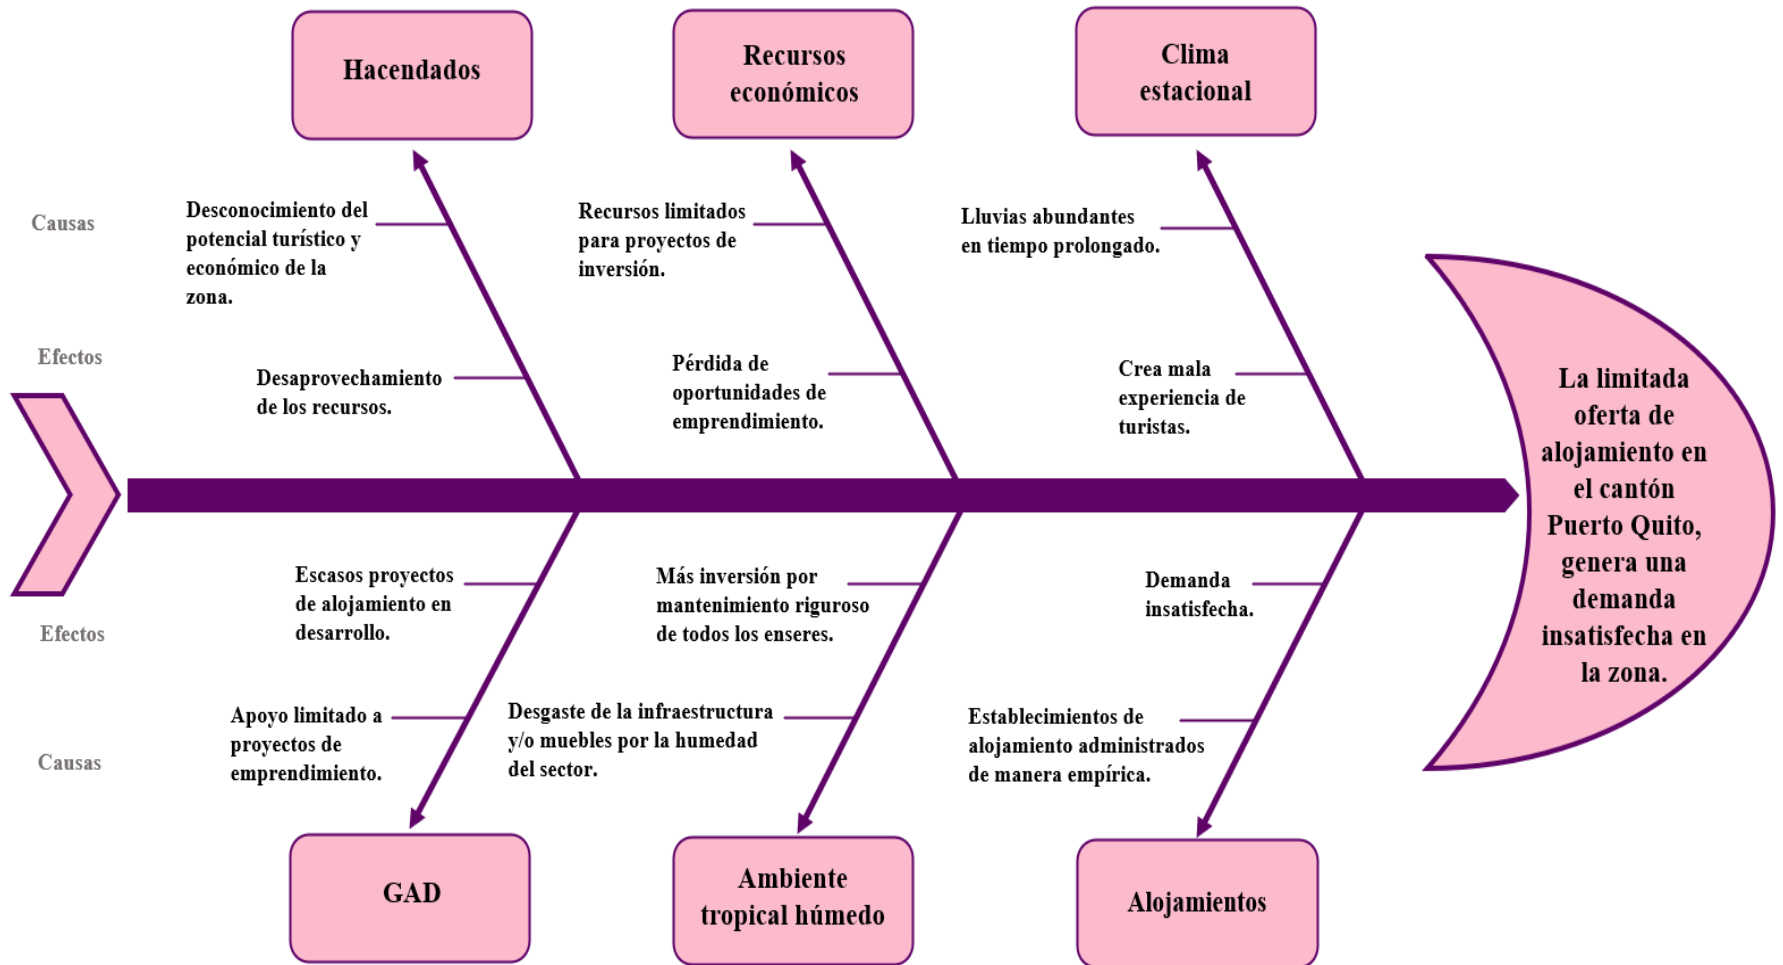 Hacendados
Recursos
económicos
Clima
estacional
Causas
Desconocimiento del
potencial turístico y
económico de la
zona.
Recursos limitados
para proyectos de
inversión.
Lluvias abundantes
en tiempo prolongado.
Efectos
Desaprovechamiento
de los recursos.
Pérdida de
oportunidades de
emprendimiento.
Crea mala
experiencia de
turistas.
La limitada
oferta de
alojamiento en
el cantón
Puerto Quito,
genera una
demanda
insatisfecha en
la zona.
Efectos
Escasos proyectos
de alojamiento en
desarrollo.
Más inversión por
mantenimiento riguroso
de todos los enseres.
Demanda
insatisfecha.
Causas
Apoyo limitado a
proyectos de
emprendimiento.
Desgaste de la infraestructura
y/o muebles por la humedad
del sector.
Establecimientos de
alojamiento administrados
de manera empírica.
GAD
Ambiente
tropical húmedo
Alojamientos